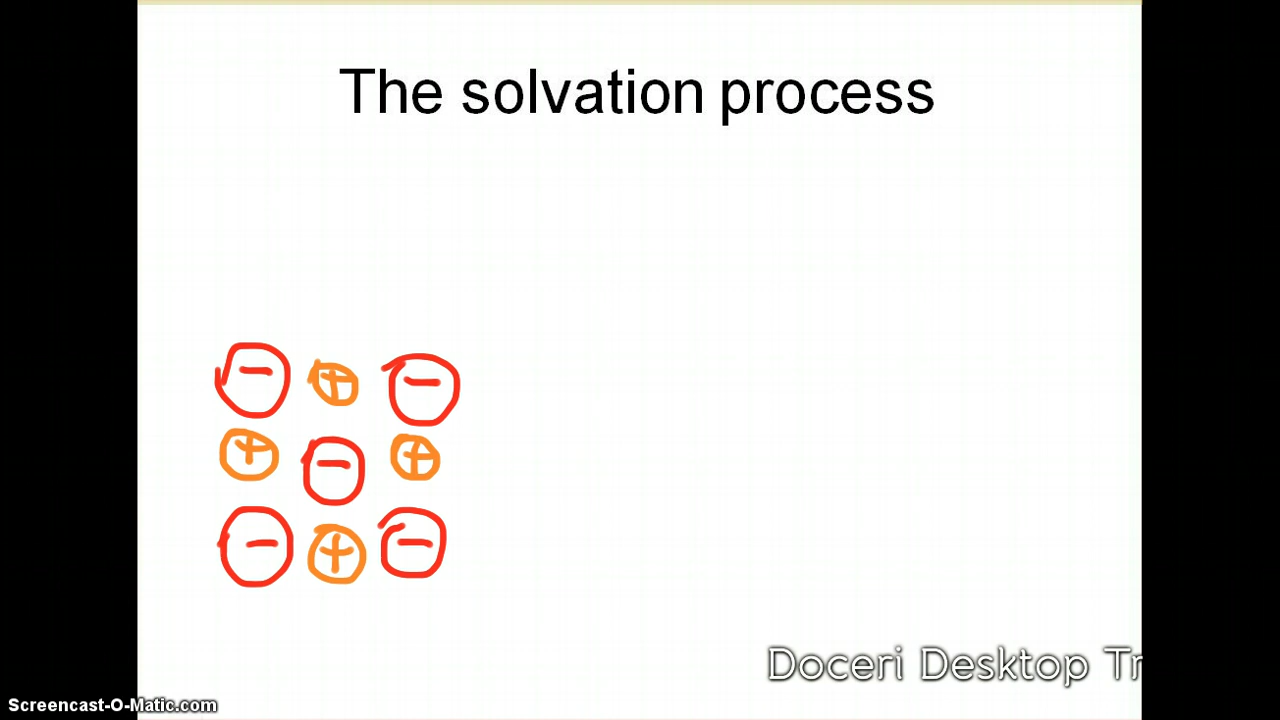 The solvation process
− + −
+ − +
− + −
Doceri Desktop Tr
Screencast-O-Matic.com